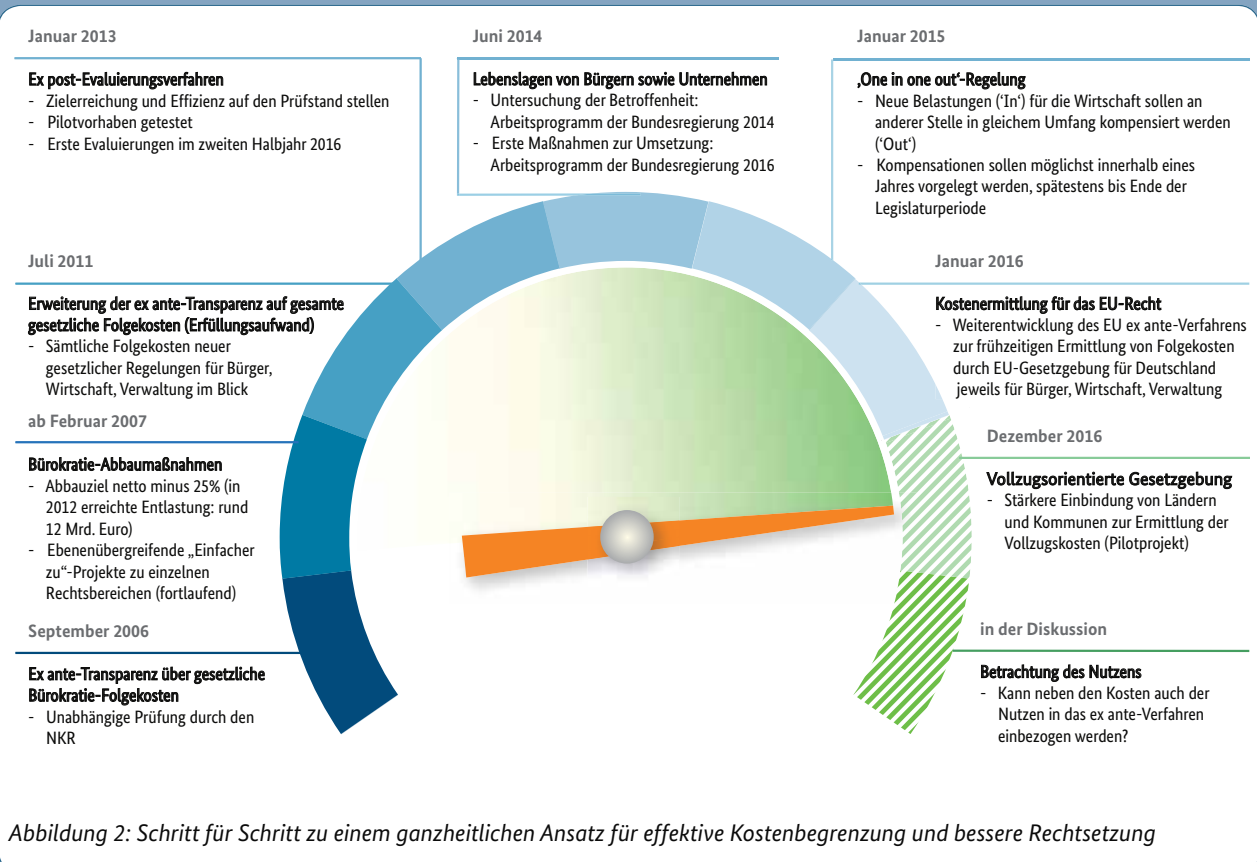 Januar 2013
Ex post-Evaluierungsverfahren
- Zielerreichung und Effizienz auf den Prüfstand stellen
- Pilotvorhaben getestet
- Erste Evaluierungen im zweiten Halbjahr 2016
Juni 2014
Lebenslagen von Bürgern sowie Unternehmen
- Untersuchung der Betroffenheit:
Arbeitsprogramm der Bundesregierung 2014
- Erste Maßnahmen zur Umsetzung:
Arbeitsprogramm der Bundesregierung 2016
Januar 2015
‚One in one out‘-Regelung
- Neue Belastungen (‘In‘) für die Wirtschaft sollen an
anderer Stelle in gleichem Umfang kompensiert werden
(‘Out‘)
- Kompensationen sollen möglichst innerhalb eines
Jahres vorgelegt werden, spätestens bis Ende der
Legislaturperiode
Juli 2011
Erweiterung der ex ante-Transparenz auf gesamte
gesetzliche Folgekosten (Erfüllungsaufwand)
- Sämtliche Folgekosten neuer
gesetzlicher Regelungen für Bürger,
Wirtschaft, Verwaltung im Blick
Januar 2016
Kostenermittlung für das EU-Recht
- Weiterentwicklung des EU ex ante-Verfahrens
zur frühzeitigen Ermittlung von Folgekosten
durch EU-Gesetzgebung für Deutschland
jeweils für Bürger, Wirtschaft, Verwaltung
ab Februar 2007
Bürokratie-Abbaumaßnahmen
- Abbauziel netto minus 25% (in
2012 erreichte Entlastung: rund
12 Mrd. Euro)
- Ebenenübergreifende „Einfacher
zu“-Projekte zu einzelnen
Rechtsbereichen (fortlaufend)
Dezember 2016
Vollzugsorientierte Gesetzgebung
- Stärkere Einbindung von Ländern
und Kommunen zur Ermittlung der
Vollzugskosten (Pilotprojekt)
September 2006
Ex ante-Transparenz über gesetzliche
Bürokratie-Folgekosten
- Unabhängige Prüfung durch den
NKR
in der Diskussion
Betrachtung des Nutzens
- Kann neben den Kosten auch der
Nutzen in das ex ante-Verfahren
einbezogen werden?
Abbildung 2: Schritt für Schritt zu einem ganzheitlichen Ansatz für effektive Kostenbegrenzung und bessere Rechtsetzung